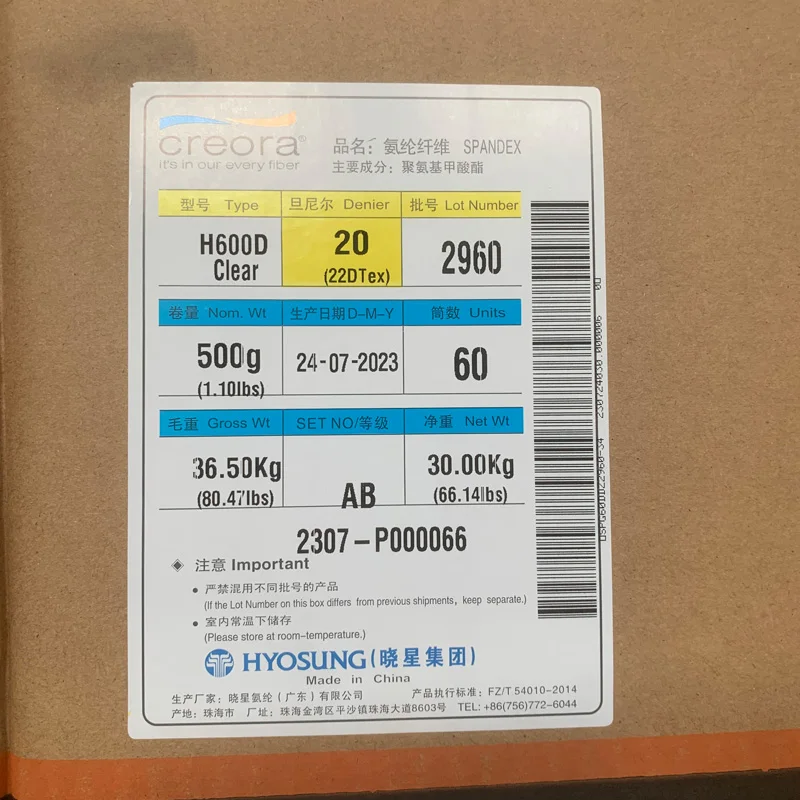 creora®
it's in our every fiber
品名：氨纶纤维 SPANDEX
主要成分：聚氨基甲酸酯
型号 Type 旦尼尔 Denier 批号 Lot Number
H600D 20 2960
Clear (22DTex)
卷量 Nom. Wt 生产日期D-M-Y 筒数 Units
500g 24-07-2023 60
(1.10lbs)
毛重 Gross Wt SET NO/等级 净重 Net Wt
36.50Kg AB 30.00Kg
(80.47lbs) (66.14lbs)
2307-P000066
◈ 注意 Important
• 严禁混用不同批号的产品
(If the Lot Number on this box differs from previous shipments, keep separate.)
• 室内常温下储存
(Please store at room-temperature.)
HYOSUNG(晓星集团)
Made in China
生产厂家：晓星氨纶（广东）有限公司 产品执行标准：FZ/T 54010-2014
产地：珠海市 厂址：珠海金湾区平沙镇珠海大道8603号 TEL: +86(756)772-6044